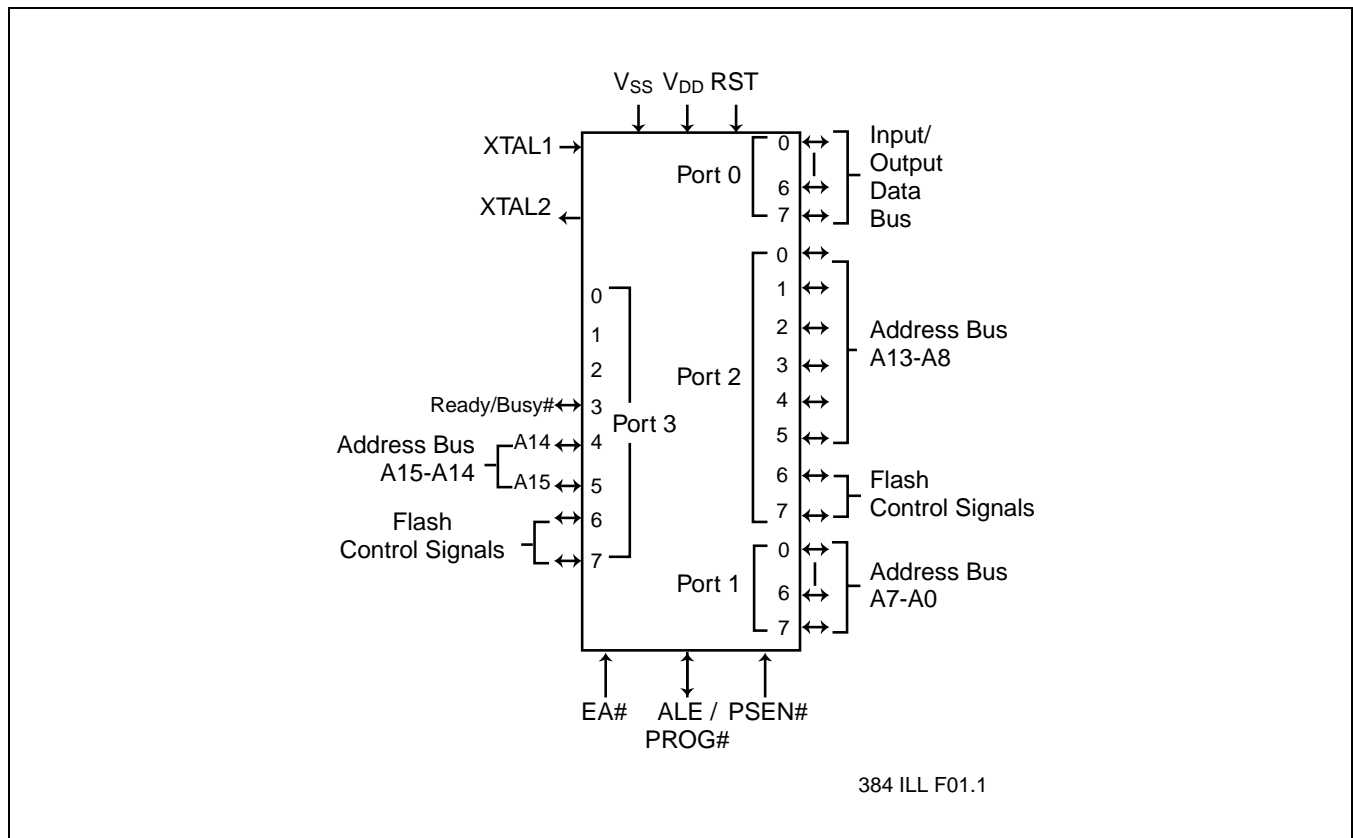 VSS VDD RST
XTAL1
XTAL2
Port 0
0
6
7
Input/
Output
Data
Bus
Port 2
0
1
2
3
4
5
6
7
Address Bus
A13-A8
Flash
Control Signals
Port 1
0
6
7
Address Bus
A7-A0
Port 3
0
1
2
3
4
5
6
7
Ready/Busy#
Address Bus
A15-A14
A14
A15
Flash
Control Signals
EA#
ALE /
PROG#
PSEN#
384 ILL F01.1